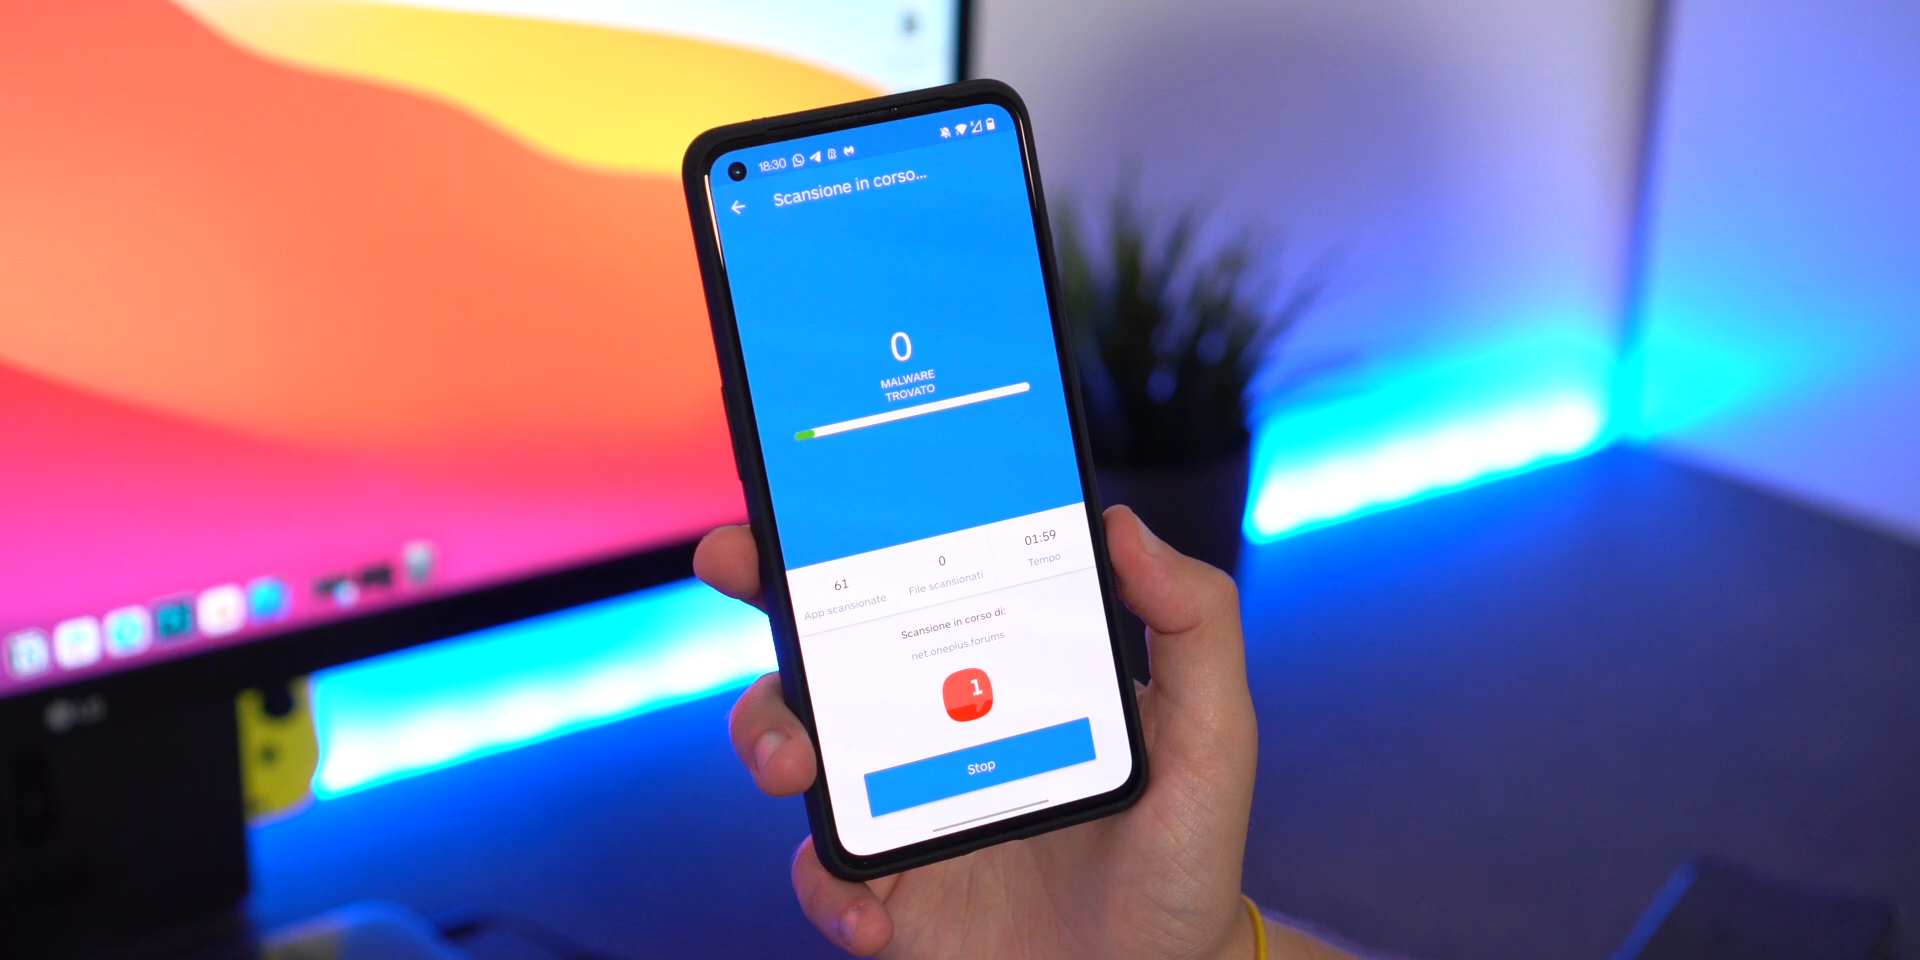 18:30
Scansione in corso...
0
MALWARE
TROVATO
61
App scansionate
0
File scansionati
01:59
Tempo
Scansione in corso di:
net.oneplus.forums
1
Stop
LG